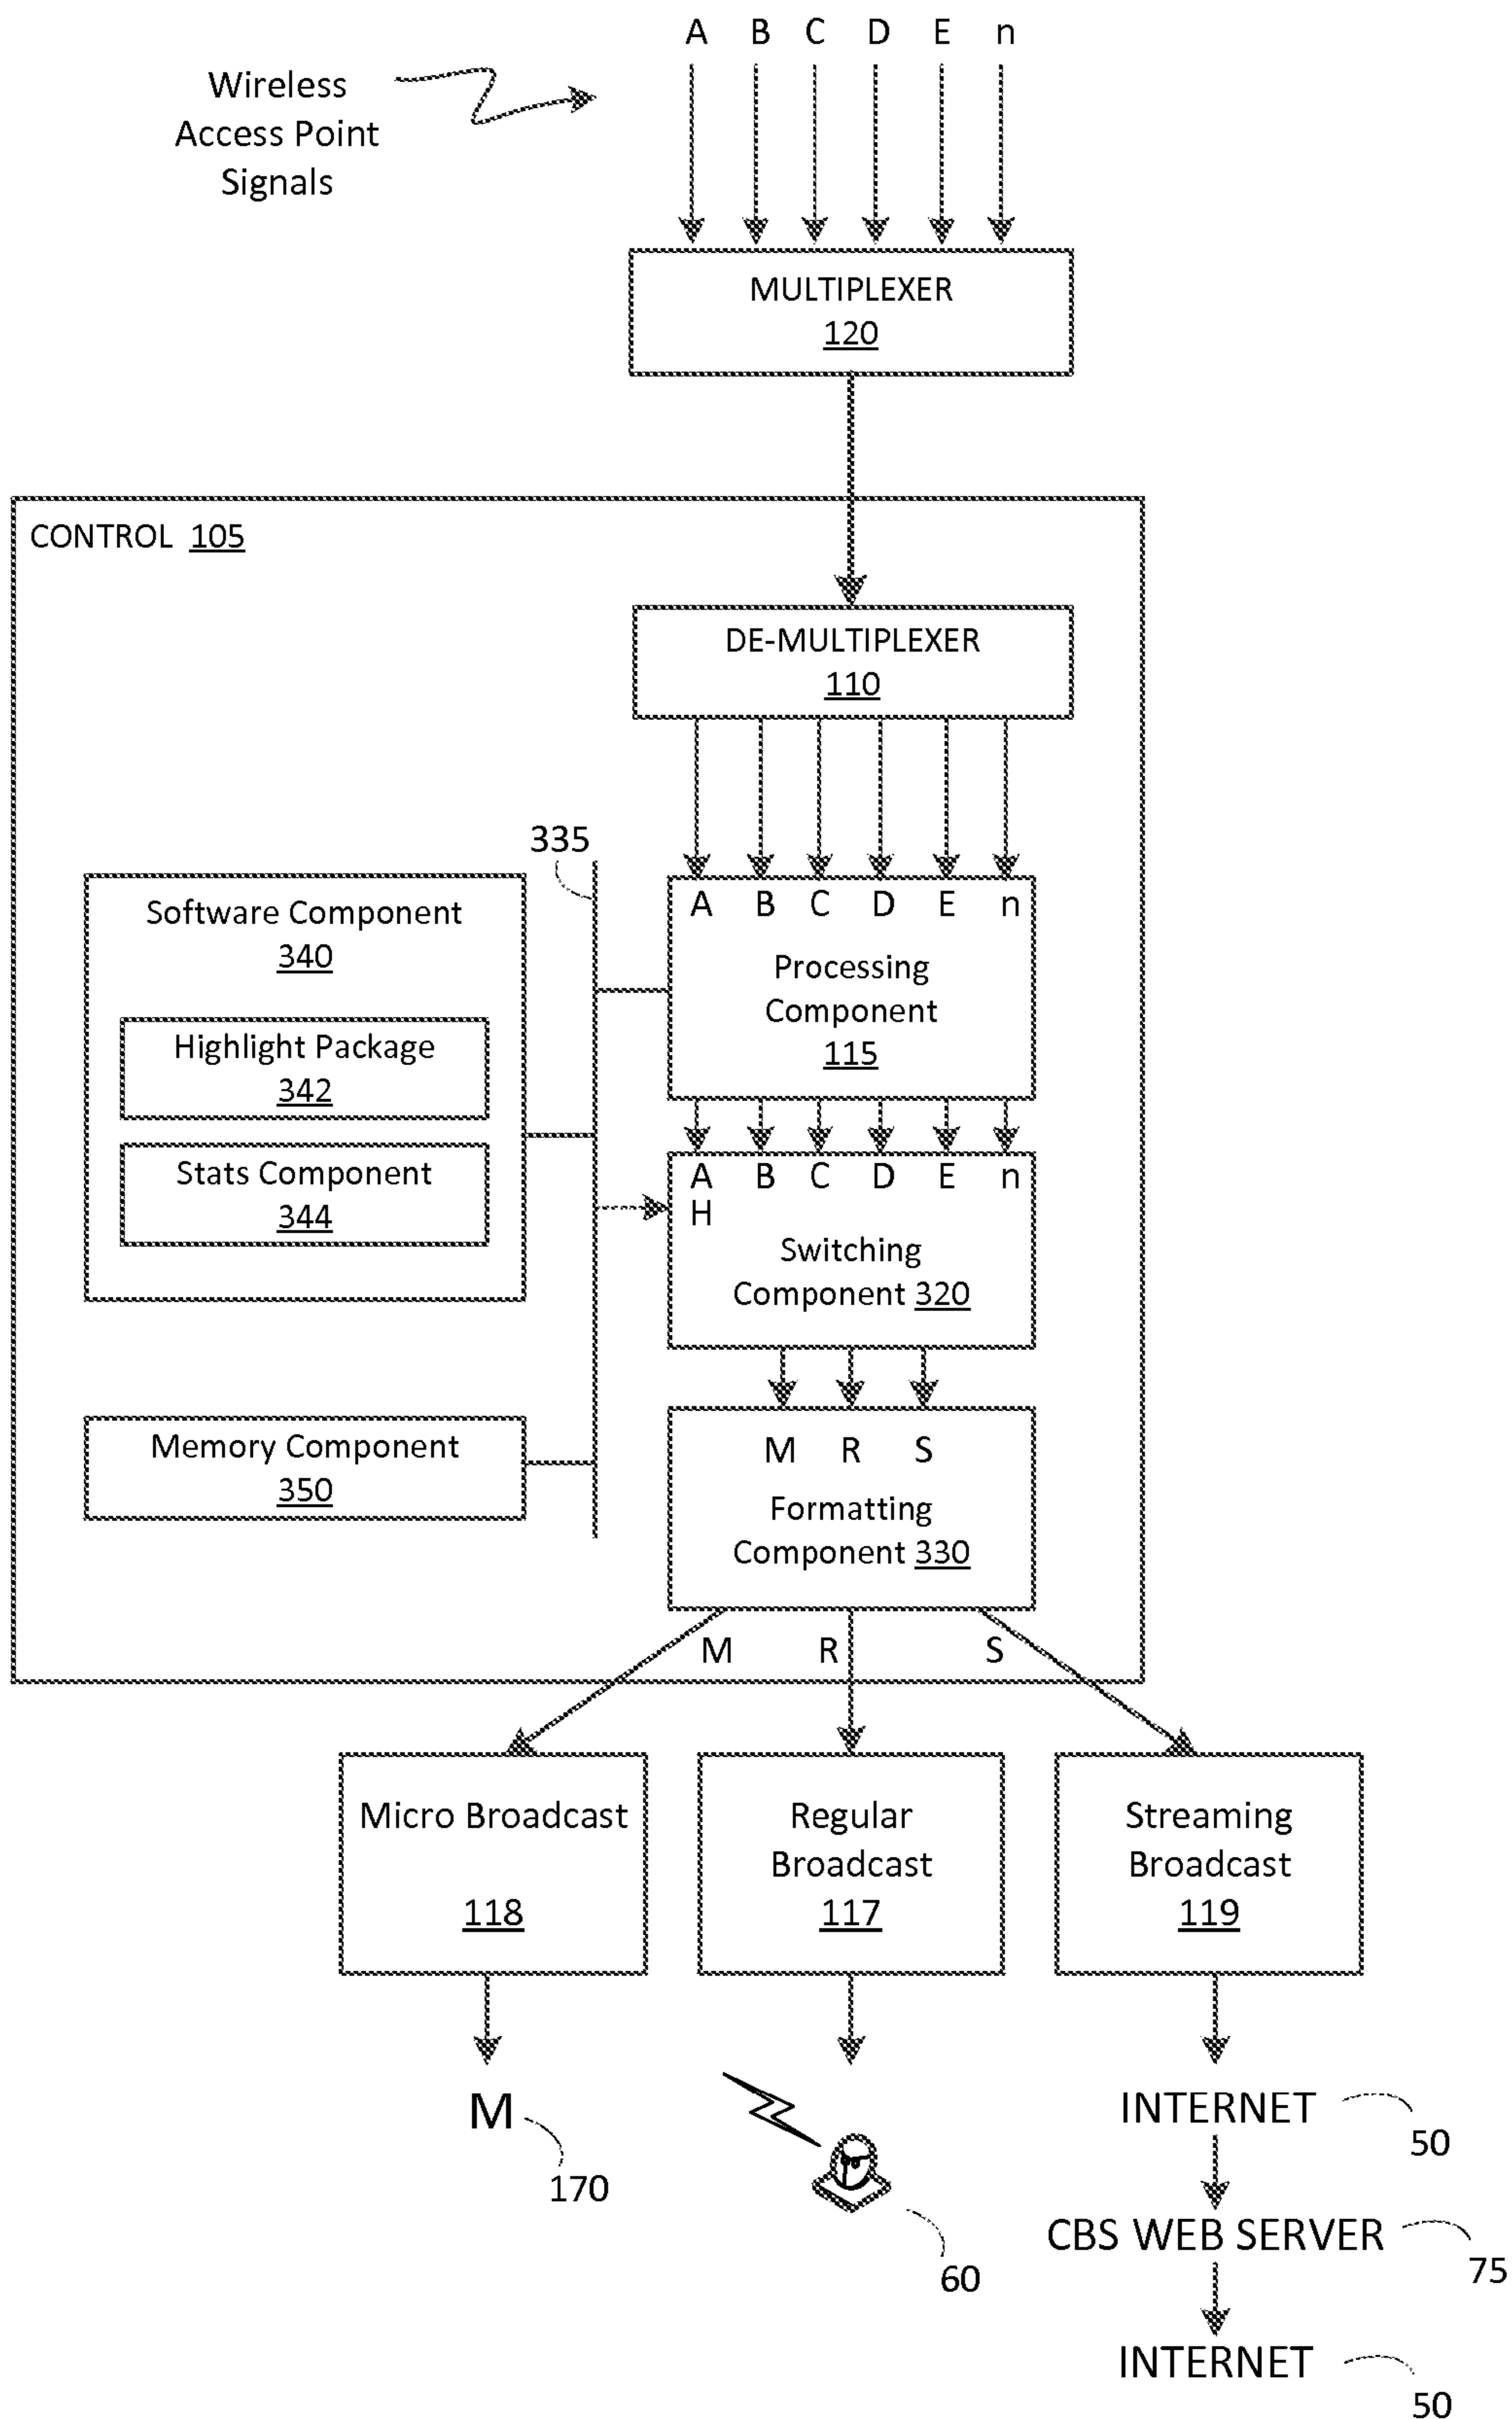 A B C D E n
Wireless
Access Point
Signals
MULTIPLEXER
120
CONTROL 105
DE-MULTIPLEXER
110
335
A B C D E n
Processing
Component
115
Software Component
340
Highlight Package
342
Stats Component
344
A B C D E n
H
Switching
Component 320
Memory Component
350
M R S
Formatting
Component 330
M R S
Micro Broadcast
118
Regular
Broadcast
117
Streaming
Broadcast
119
M
170
60
INTERNET
50
CBS WEB SERVER
75
INTERNET
50